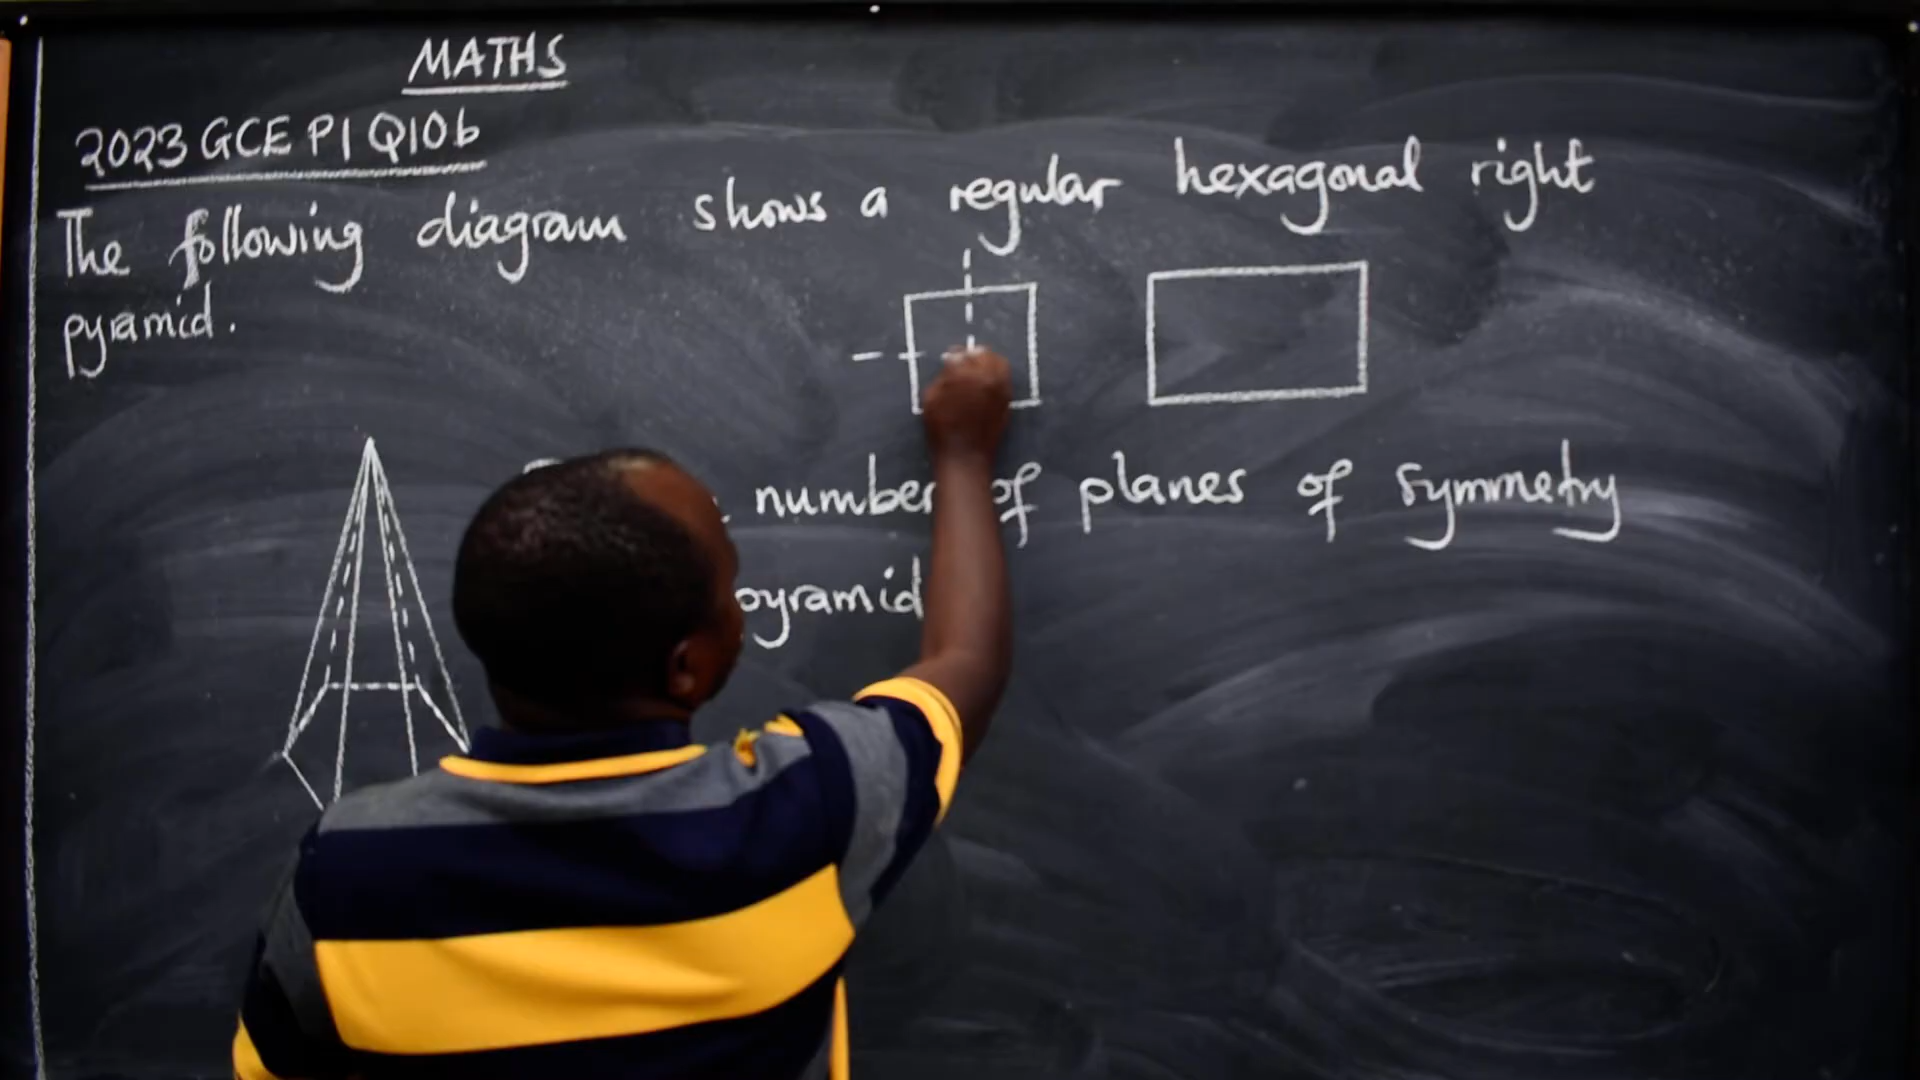 MATHS
2023 GCE P1 Q10b
The following diagram shows a regular hexagonal right
pyramid.
number of planes of symmetry
pyramid